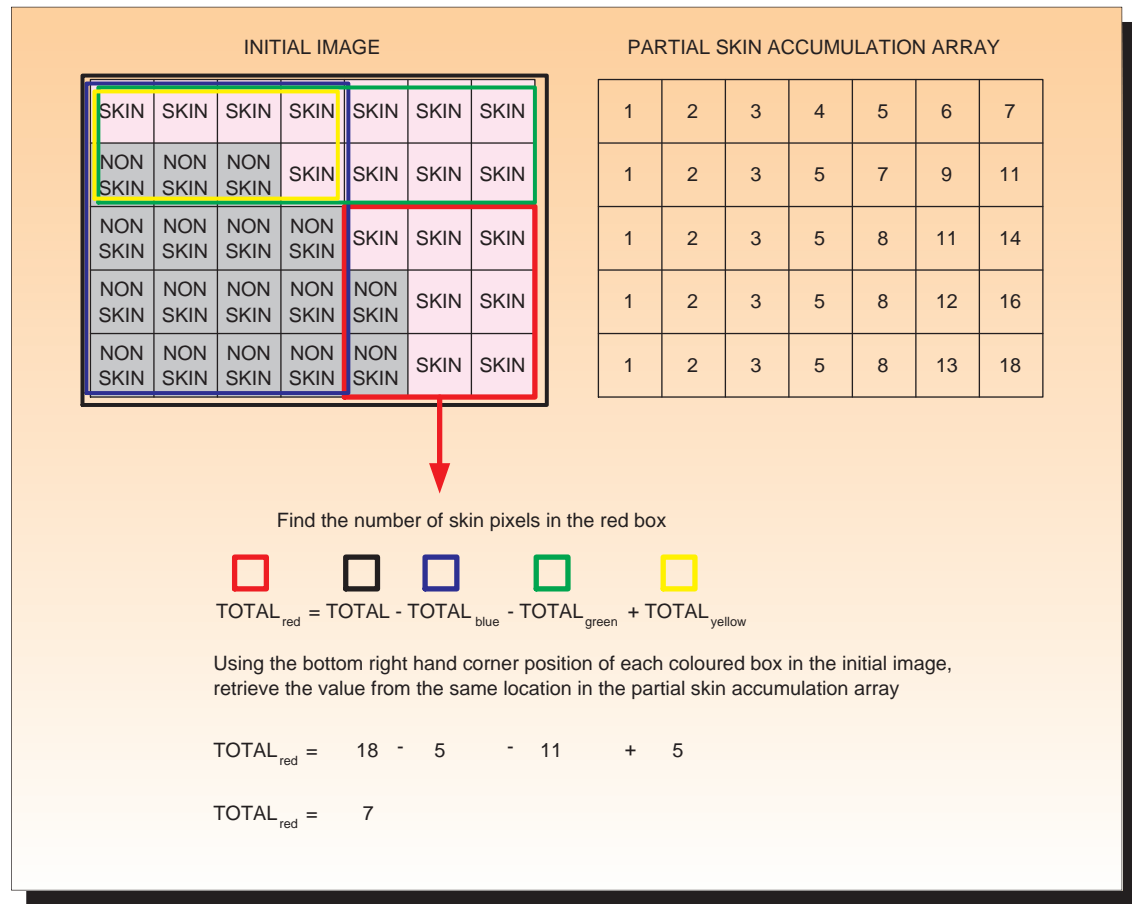 INITIAL IMAGE
PARTIAL SKIN ACCUMULATION ARRAY
SKIN SKIN SKIN SKIN SKIN SKIN SKIN
NON SKIN NON SKIN NON SKIN SKIN SKIN SKIN SKIN
NON SKIN NON SKIN NON SKIN NON SKIN SKIN SKIN SKIN
NON SKIN NON SKIN NON SKIN NON SKIN NON SKIN SKIN SKIN
NON SKIN NON SKIN NON SKIN NON SKIN NON SKIN SKIN SKIN
1 2 3 4 5 6 7
1 2 3 5 7 9 11
1 2 3 5 8 11 14
1 2 3 5 8 12 16
1 2 3 5 8 13 18
Find the number of skin pixels in the red box
TOTAL red = TOTAL - TOTAL blue - TOTAL green + TOTAL yellow
Using the bottom right hand corner position of each coloured box in the initial image,
retrieve the value from the same location in the partial skin accumulation array
TOTAL red = 18 - 5 - 11 + 5
TOTAL red = 7